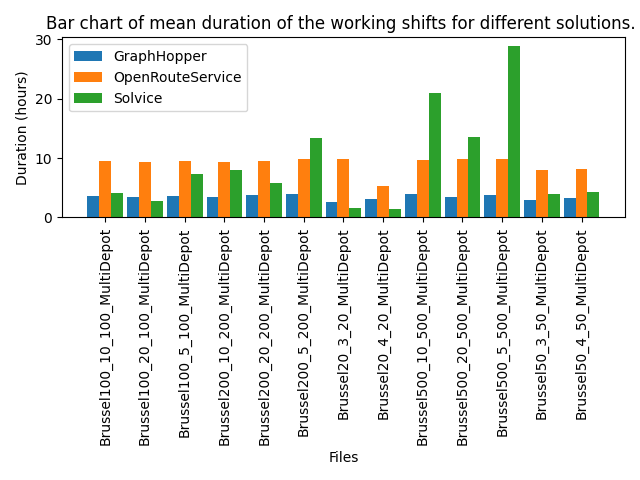 Bar chart of mean duration of the working shifts for different solutions.
Duration (hours)
30
20
10
0
GraphHopper
OpenRouteService
Solvice
Brussel100_10_100_MultiDepot
Brussel100_20_100_MultiDepot
Brussel100_5_100_MultiDepot
Brussel200_10_200_MultiDepot
Brussel200_20_200_MultiDepot
Brussel200_5_200_MultiDepot
Brussel20_3_20_MultiDepot
Brussel20_4_20_MultiDepot
Brussel500_10_500_MultiDepot
Brussel500_20_500_MultiDepot
Brussel500_5_500_MultiDepot
Brussel50_3_50_MultiDepot
Brussel50_4_50_MultiDepot
Files